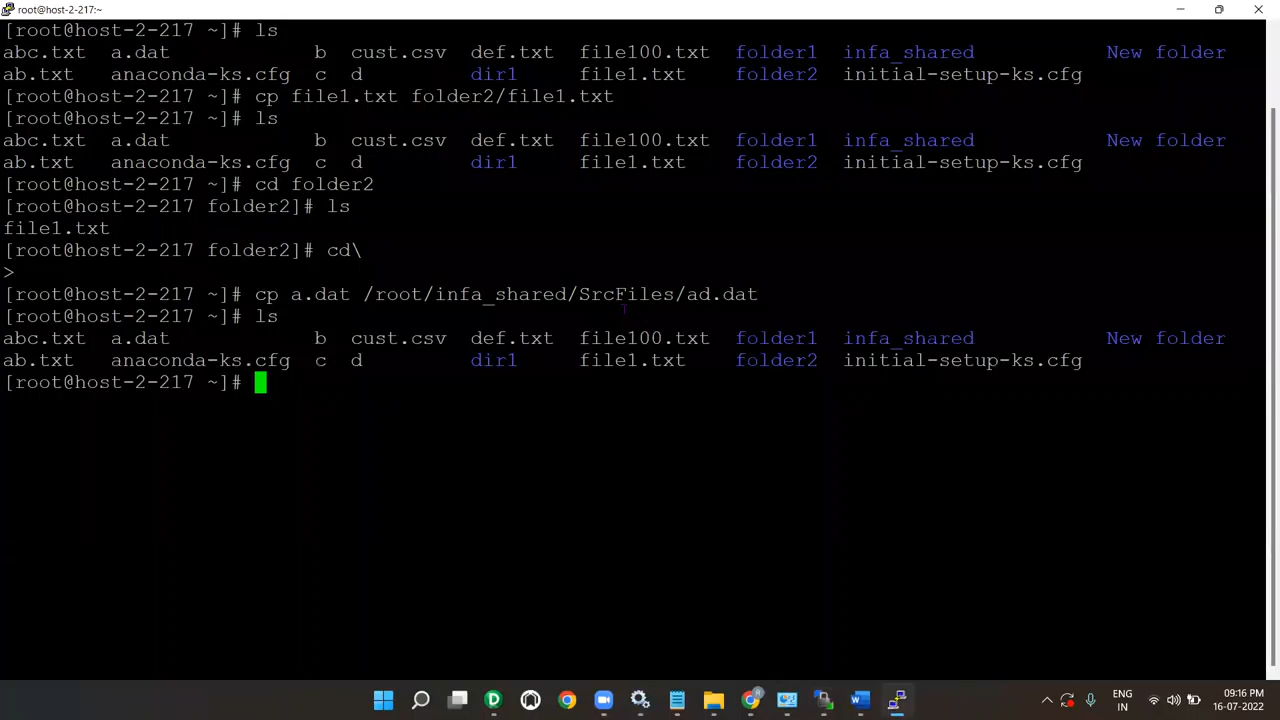 root@host-2-217:~
[root@host-2-217 ~]# ls
abc.txt  a.dat            b  cust.csv  def.txt  file100.txt  folder1  infa_shared           New folder
ab.txt   anaconda-ks.cfg  c  d         dir1     file1.txt    folder2  initial-setup-ks.cfg
[root@host-2-217 ~]# cp file1.txt folder2/file1.txt
[root@host-2-217 ~]# ls
abc.txt  a.dat            b  cust.csv  def.txt  file100.txt  folder1  infa_shared           New folder
ab.txt   anaconda-ks.cfg  c  d         dir1     file1.txt    folder2  initial-setup-ks.cfg
[root@host-2-217 ~]# cd folder2
[root@host-2-217 folder2]# ls
file1.txt
[root@host-2-217 folder2]# cd\
>
[root@host-2-217 ~]# cp a.dat /root/infa_shared/SrcFiles/ad.dat
[root@host-2-217 ~]# ls
abc.txt  a.dat            b  cust.csv  def.txt  file100.txt  folder1  infa_shared           New folder
ab.txt   anaconda-ks.cfg  c  d         dir1     file1.txt    folder2  initial-setup-ks.cfg
[root@host-2-217 ~]#
ENG
IN
09:16 PM
16-07-2022